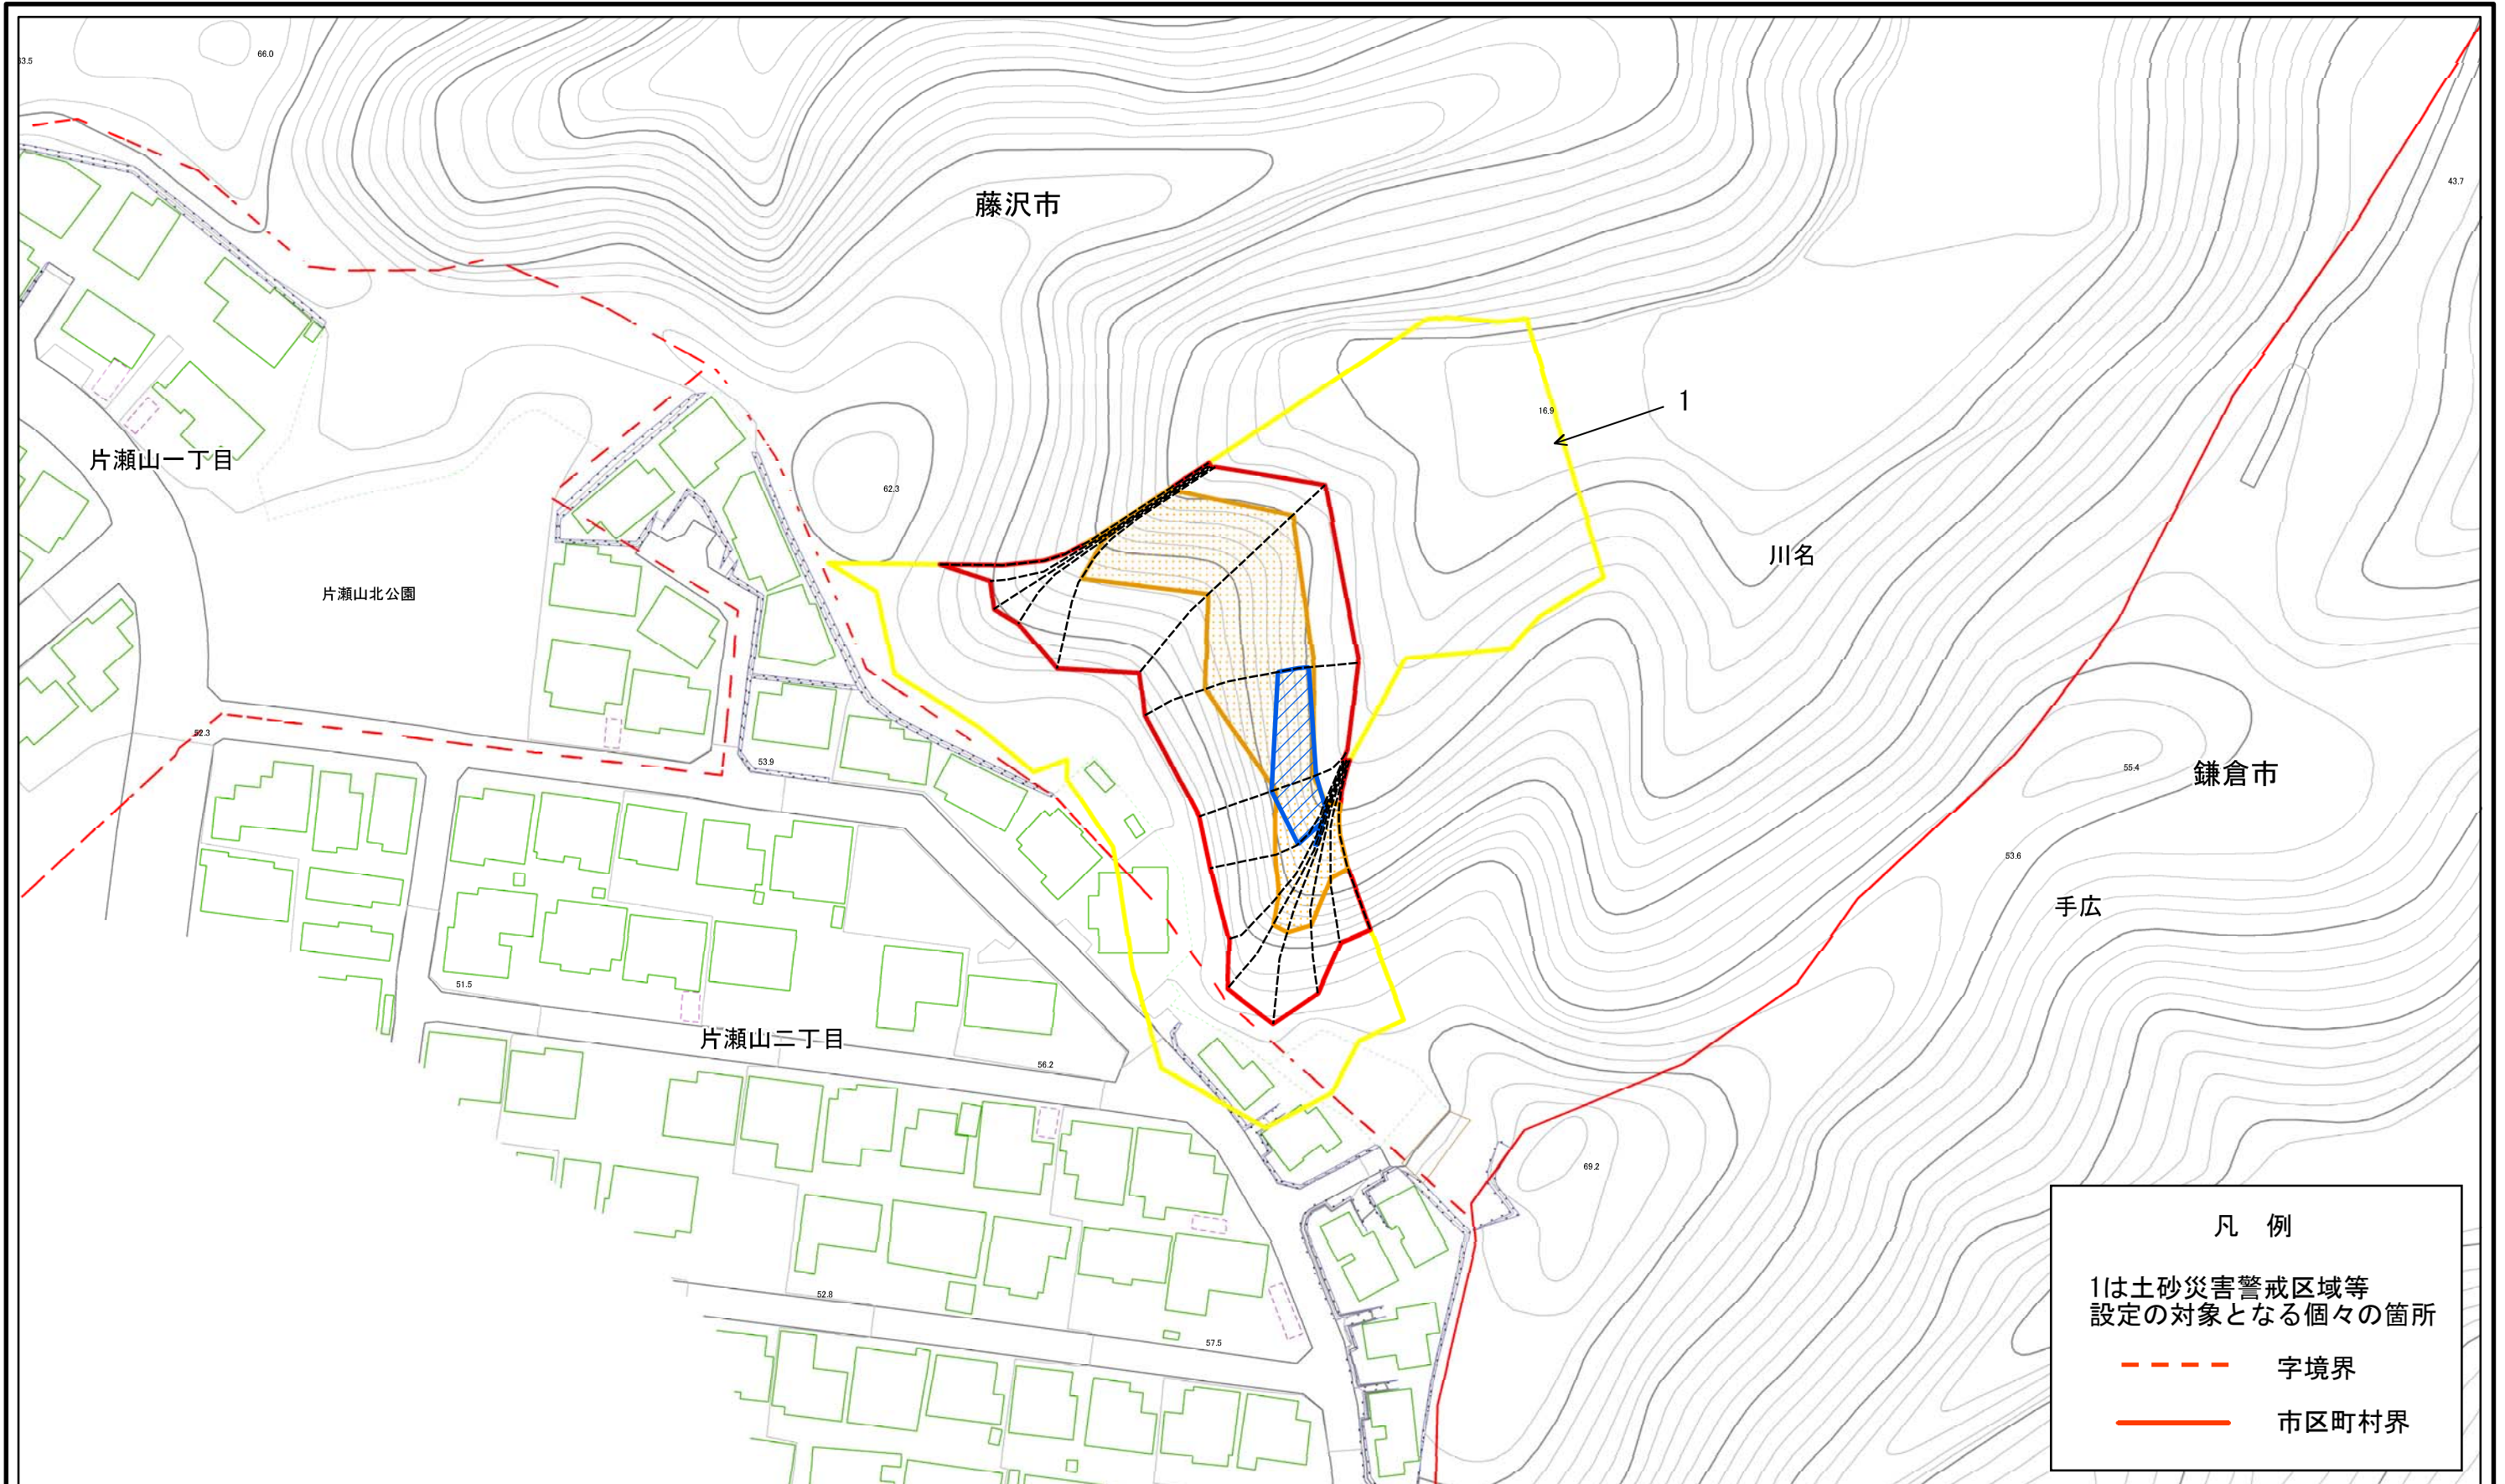 66.0
藤沢市
43.7
1
16.9
片瀬山一丁目
62.3
川名
片瀬山北公園
52.3
53.9
55.4
鎌倉市
53.6
手広
51.5
片瀬山二丁目
56.2
69.2
52.8
57.5
凡 例
1は土砂災害警戒区域等
設定の対象となる個々の箇所
字境界
市区町村界